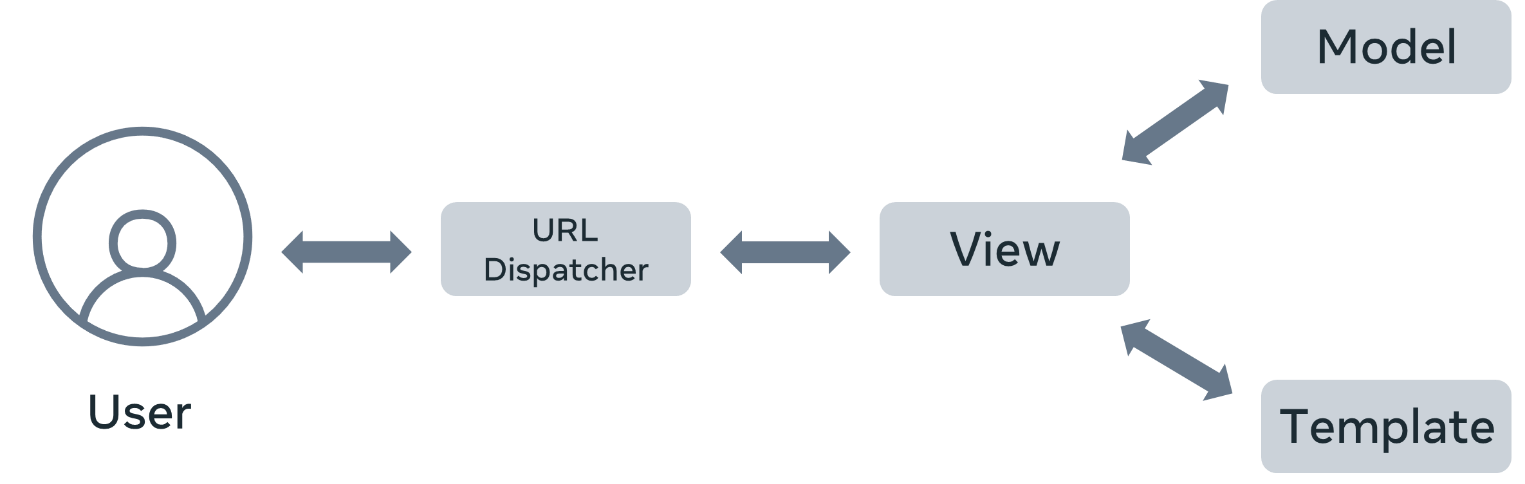 User
URL
Dispatcher
View
Model
Template